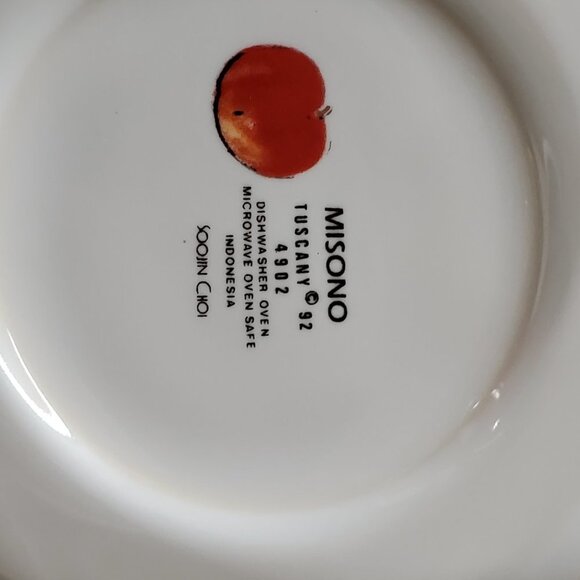 MISONO
TUSCANY © 92
4902
DISHWASHER OVEN
MICROWAVE OVEN SAFE
INDONESIA
SOOJIN CHOI